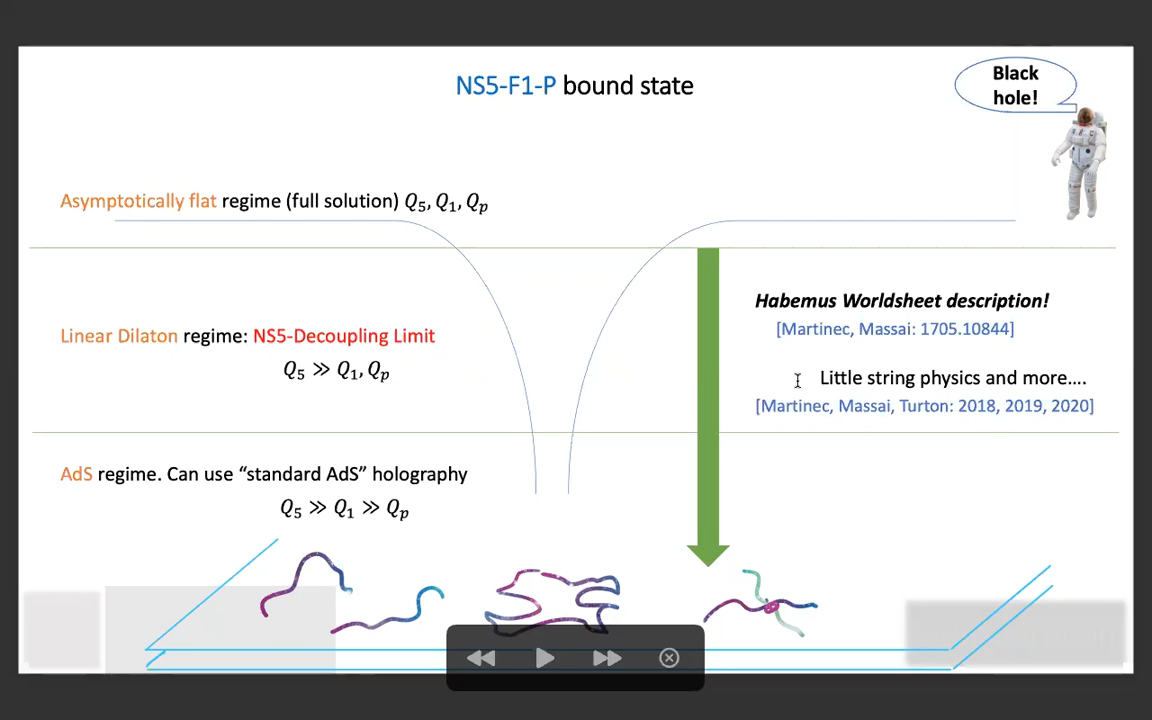 NS5-F1-P bound state
Black
hole!
Asymptotically flat regime (full solution) Q₅, Q₁, Qₚ
Habemus Worldsheet description!
[Martinec, Massai: 1705.10844]
Linear Dilaton regime: NS5-Decoupling Limit
Q₅ ≫ Q₁, Qₚ
Little string physics and more....
[Martinec, Massai, Turton: 2018, 2019, 2020]
AdS regime. Can use “standard AdS” holography
Q₅ ≫ Q₁ ≫ Qₚ